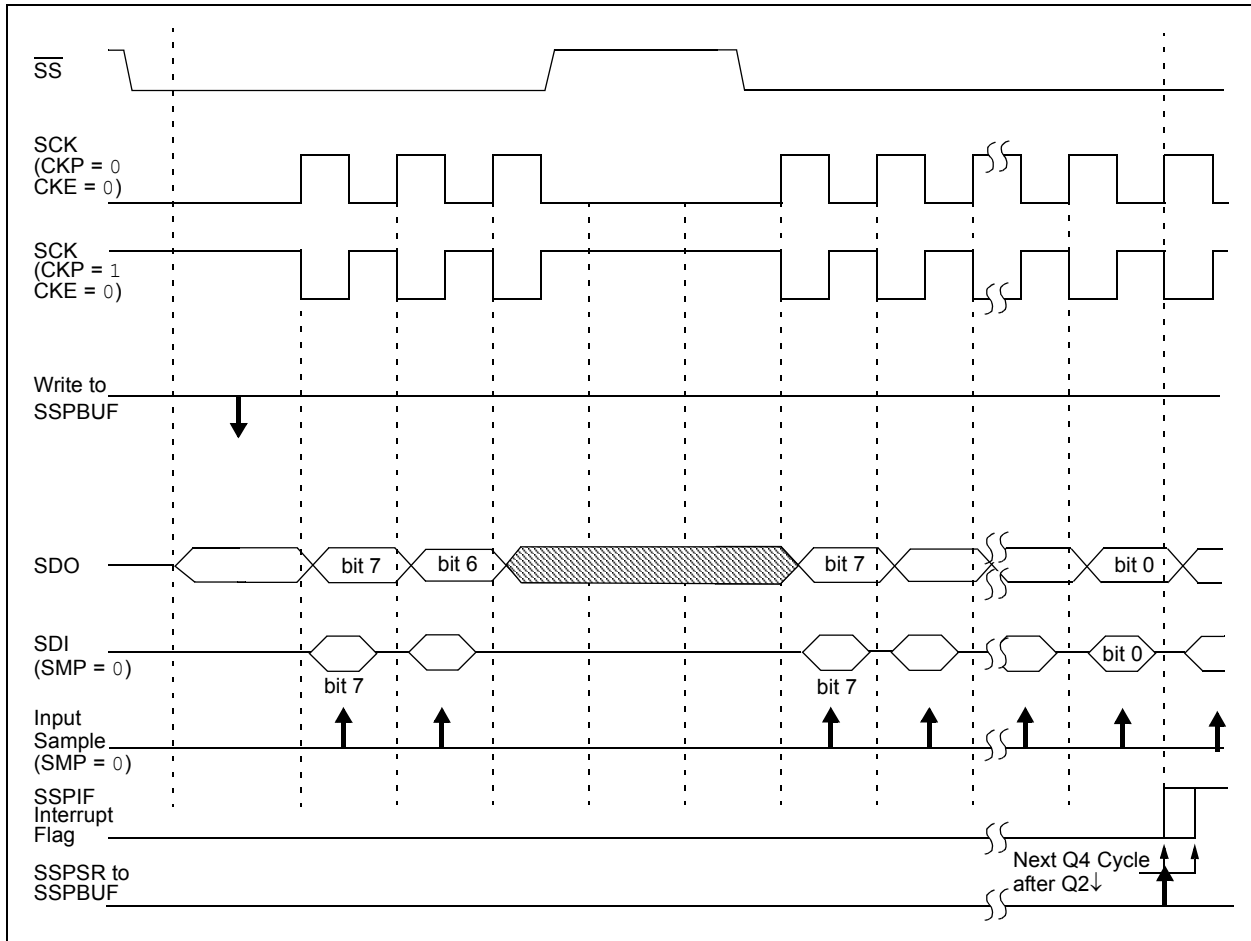 SS
SCK
(CKP = 0
CKE = 0)
SCK
(CKP = 1
CKE = 0)
Write to
SSPBUF
SDO
bit 7
bit 6
bit 7
bit 0
SDI
(SMP = 0)
bit 7
bit 7
bit 0
Input
Sample
(SMP = 0)
SSPIF
Interrupt
Flag
SSPSR to
SSPBUF
Next Q4 Cycle
after Q2↓